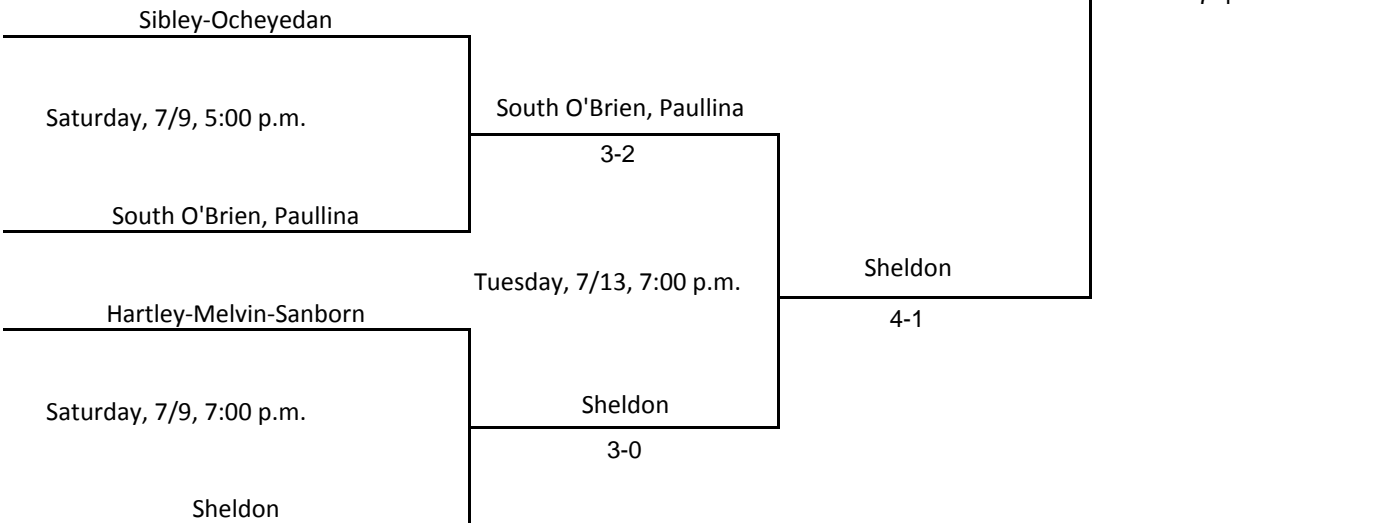 Sibley-Ocheyedan
Saturday, 7/9, 5:00 p.m.
South O'Brien, Paullina
3-2
South O'Brien, Paullina
Tuesday, 7/13, 7:00 p.m.
Sheldon
4-1
Hartley-Melvin-Sanborn
Saturday, 7/9, 7:00 p.m.
Sheldon
3-0
Sheldon